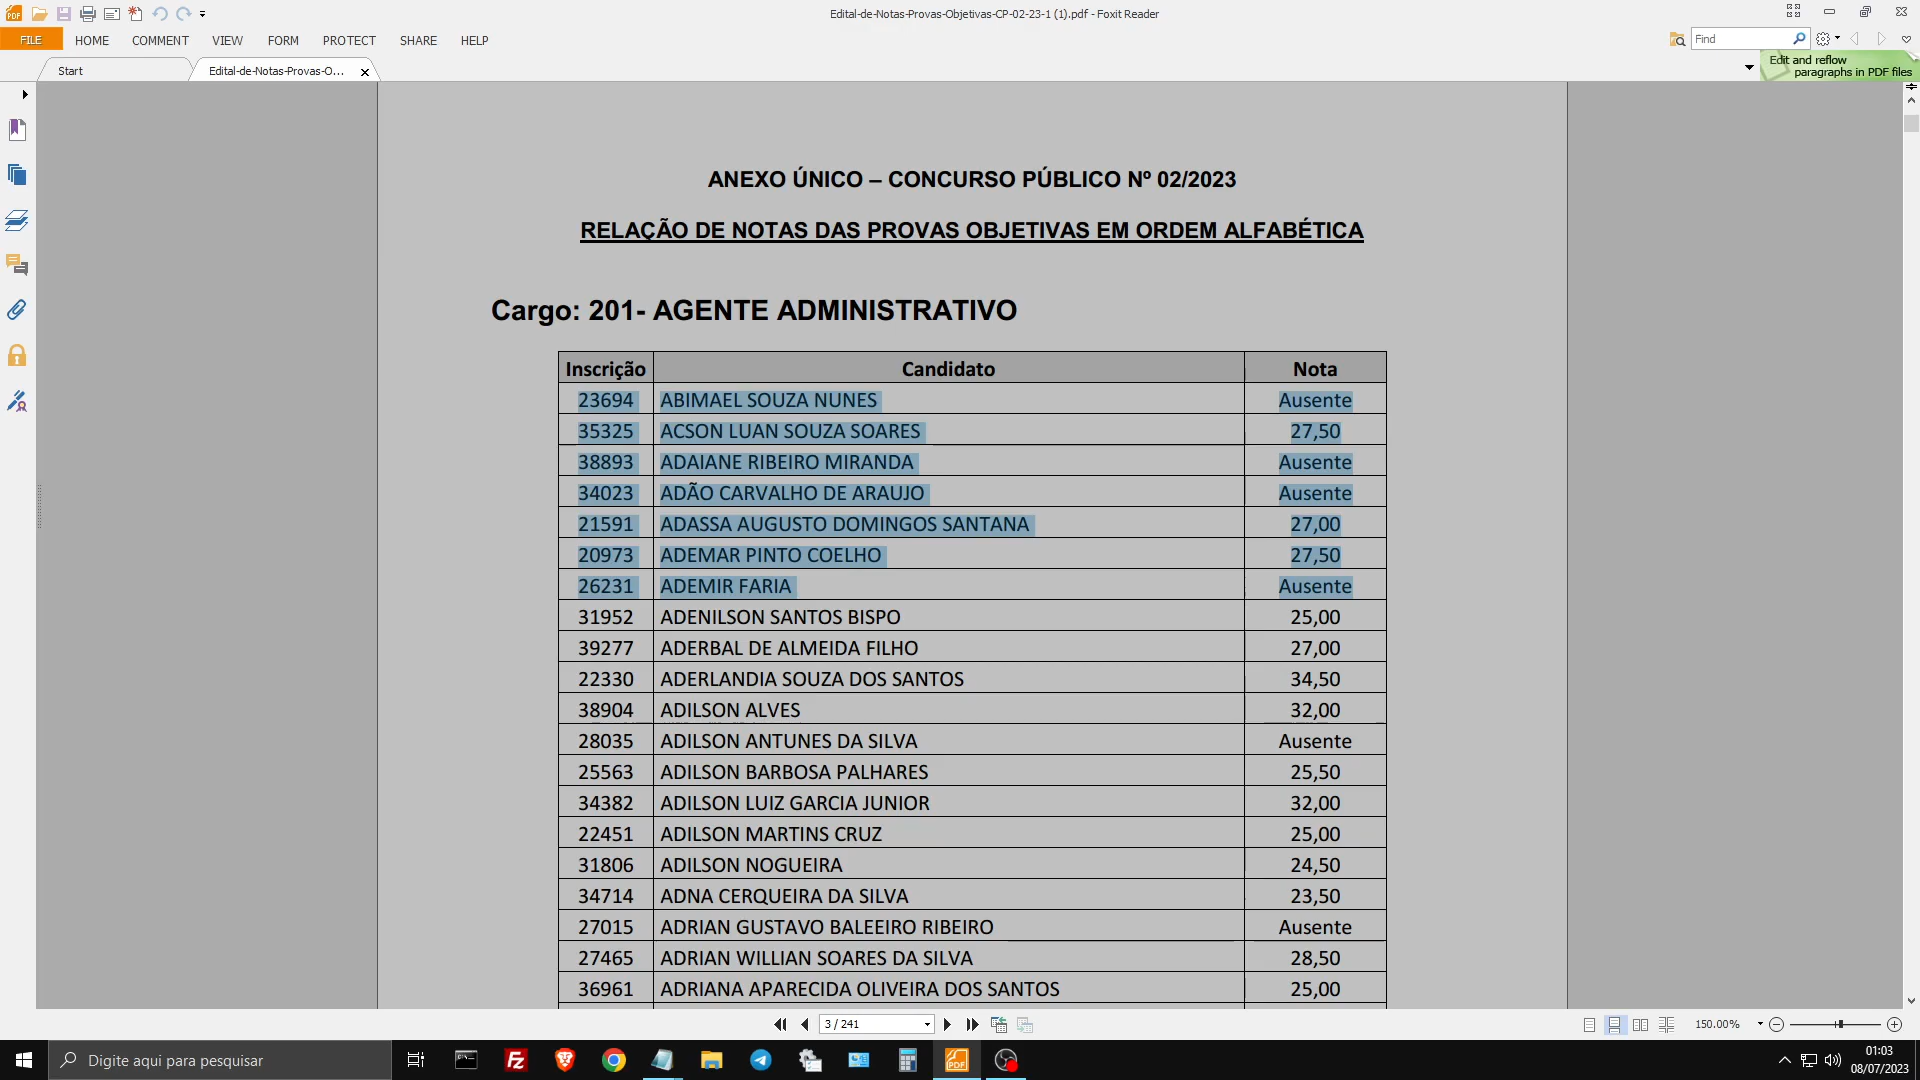 Edital-de-Notas-Provas-Objetivas-CP-02-23-1 (1).pdf - Foxit Reader
FILE HOME COMMENT VIEW FORM PROTECT SHARE HELP
Find
Start
Edital-de-Notas-Provas-O...
Edit and reflow
paragraphs in PDF files
ANEXO ÚNICO – CONCURSO PÚBLICO Nº 02/2023
RELAÇÃO DE NOTAS DAS PROVAS OBJETIVAS EM ORDEM ALFABÉTICA
Cargo: 201- AGENTE ADMINISTRATIVO
Inscrição Candidato Nota
23694 ABIMAEL SOUZA NUNES Ausente
35325 ACSON LUAN SOUZA SOARES 27,50
38893 ADAIANE RIBEIRO MIRANDA Ausente
34023 ADÃO CARVALHO DE ARAUJO Ausente
21591 ADASSA AUGUSTO DOMINGOS SANTANA 27,00
20973 ADEMAR PINTO COELHO 27,50
26231 ADEMIR FARIA Ausente
31952 ADENILSON SANTOS BISPO 25,00
39277 ADERBAL DE ALMEIDA FILHO 27,00
22330 ADERLANDIA SOUZA DOS SANTOS 34,50
38904 ADILSON ALVES 32,00
28035 ADILSON ANTUNES DA SILVA Ausente
25563 ADILSON BARBOSA PALHARES 25,50
34382 ADILSON LUIZ GARCIA JUNIOR 32,00
22451 ADILSON MARTINS CRUZ 25,00
31806 ADILSON NOGUEIRA 24,50
34714 ADNA CERQUEIRA DA SILVA 23,50
27015 ADRIAN GUSTAVO BALEEIRO RIBEIRO Ausente
27465 ADRIAN WILLIAN SOARES DA SILVA 28,50
36961 ADRIANA APARECIDA OLIVEIRA DOS SANTOS 25,00
3 / 241
150.00%
Digite aqui para pesquisar
01:03
08/07/2023